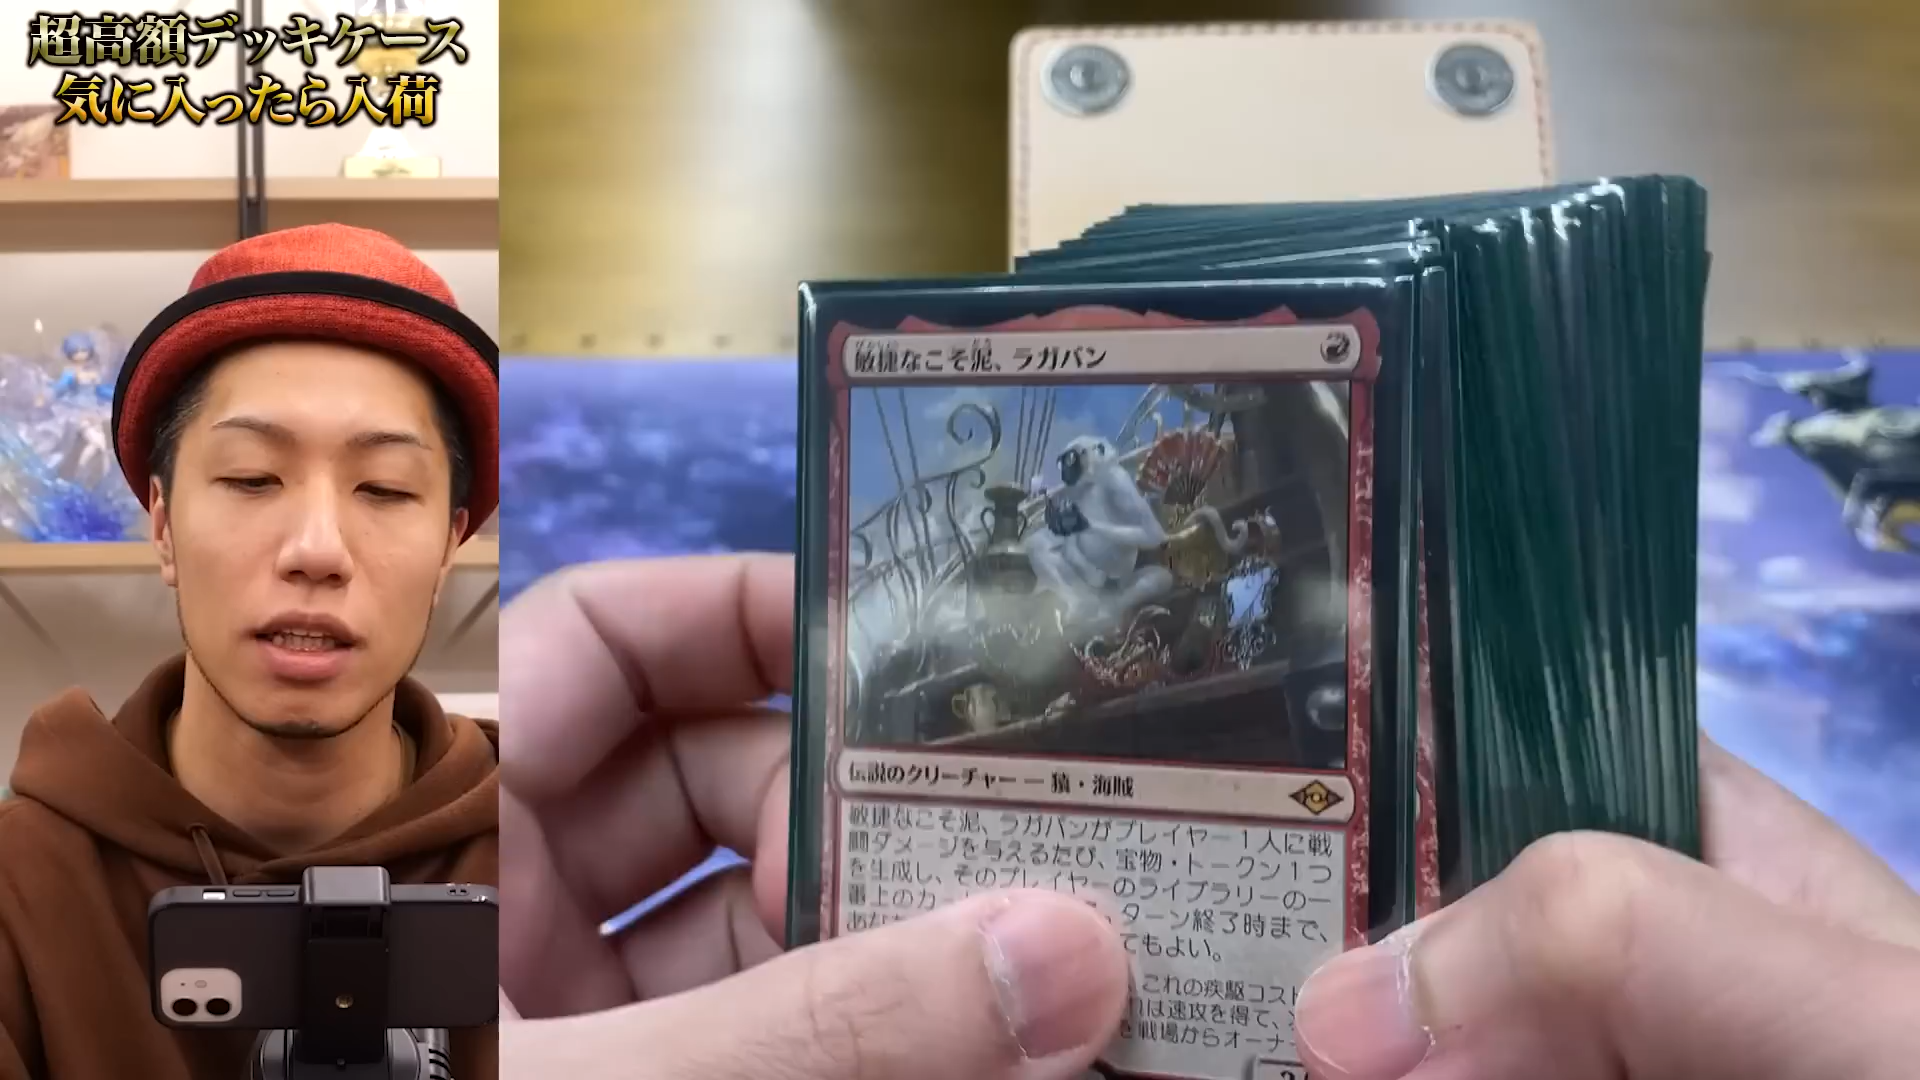 超高額デッキケース
気に入ったら入荷
敏捷なこそ泥、ラガバン
伝説のクリーチャー ― 猿・海賊
敏捷なこそ泥、ラガバンがプレイヤー1人に戦
闘ダメージを与えるたび、宝物・トークン1つ
を生成し、そのプレイヤーのライブラリーの一
番上のカ 、ターン終了時まで、
あな てもよい。
、これの疾駆コスト
れは速攻を得て、
を戦場からオーナー